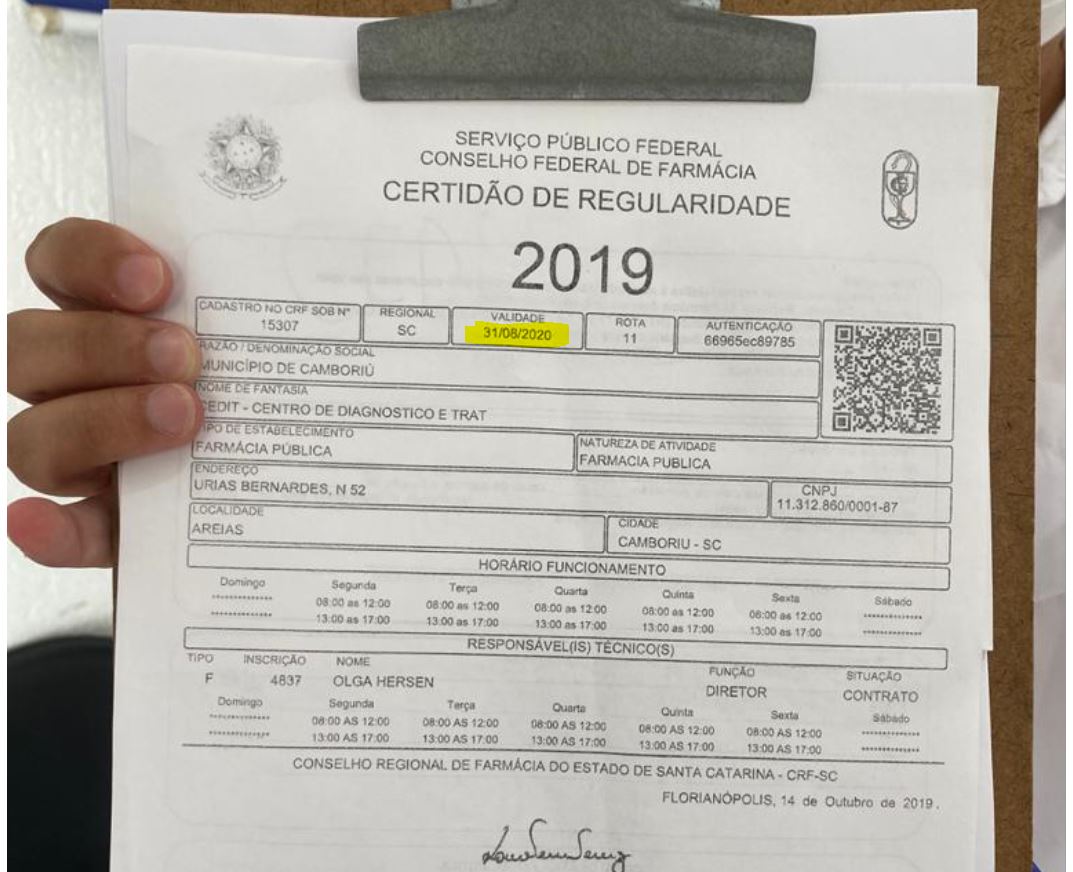 SERVIÇO PÚBLICO FEDERAL
CONSELHO FEDERAL DE FARMÁCIA
CERTIDÃO DE REGULARIDADE
2019
CADASTRO NO CRF SOB Nº
15307
REGIONAL
SC
VALIDADE
31/08/2020
ROTA
11
AUTENTICAÇÃO
66965ec89785
RAZÃO / DENOMINAÇÃO SOCIAL
MUNICÍPIO DE CAMBORIÚ
NOME DE FANTASIA
CEDIT - CENTRO DE DIAGNOSTICO E TRAT
TIPO DE ESTABELECIMENTO
FARMÁCIA PÚBLICA
NATUREZA DE ATIVIDADE
FARMACIA PUBLICA
ENDEREÇO
URIAS BERNARDES, N 52
CNPJ
11.312.860/0001-87
LOCALIDADE
AREIAS
CIDADE
CAMBORIU - SC
HORÁRIO FUNCIONAMENTO
Domingo Segunda Terça Quarta Quinta Sexta Sábado
************** 08:00 as 12:00 08:00 as 12:00 08:00 as 12:00 08:00 as 12:00 08:00 as 12:00 **************
************** 13:00 as 17:00 13:00 as 17:00 13:00 as 17:00 13:00 as 17:00 13:00 as 17:00 **************
RESPONSÁVEL(IS) TÉCNICO(S)
TIPO INSCRIÇÃO NOME FUNÇÃO SITUAÇÃO
F 4837 OLGA HERSEN DIRETOR CONTRATO
Domingo Segunda Terça Quarta Quinta Sexta Sábado
************** 08:00 AS 12:00 08:00 AS 12:00 08:00 AS 12:00 08:00 AS 12:00 08:00 AS 12:00 **************
************** 13:00 AS 17:00 13:00 AS 17:00 13:00 AS 17:00 13:00 AS 17:00 13:00 AS 17:00 **************
CONSELHO REGIONAL DE FARMÁCIA DO ESTADO DE SANTA CATARINA - CRF-SC
FLORIANÓPOLIS, 14 de Outubro de 2019.